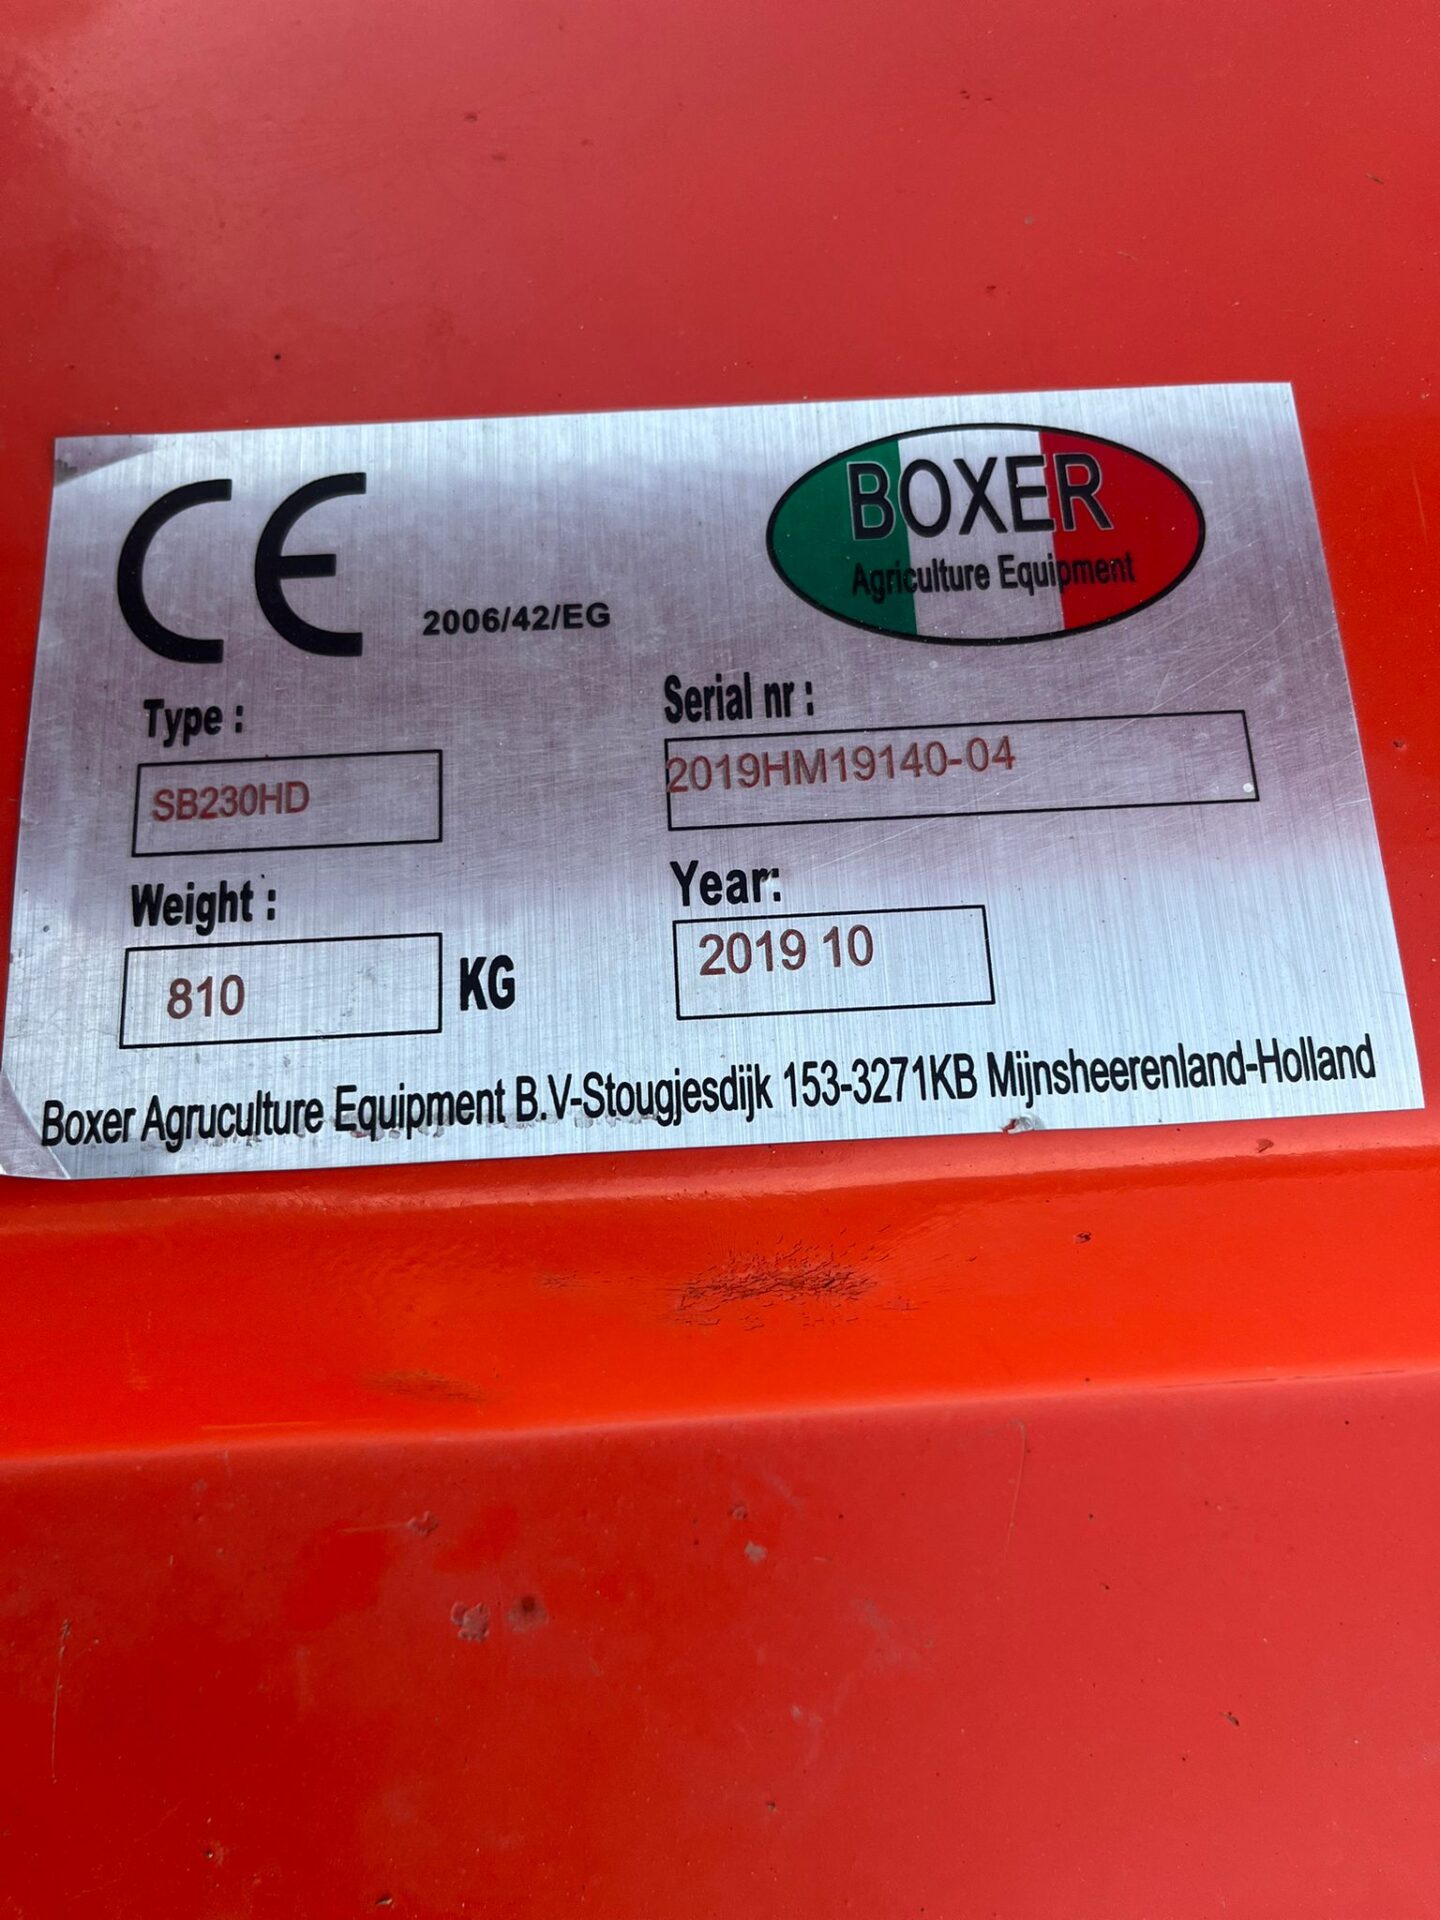 CE 2006/42/EG
BOXER
Agriculture Equipment
Type :
SB230HD
Serial nr :
2019HM19140-04
Weight :
810 KG
Year:
2019 10
Boxer Agruculture Equipment B.V-Stougjesdijk 153-3271KB Mijnsheerenland-Holland